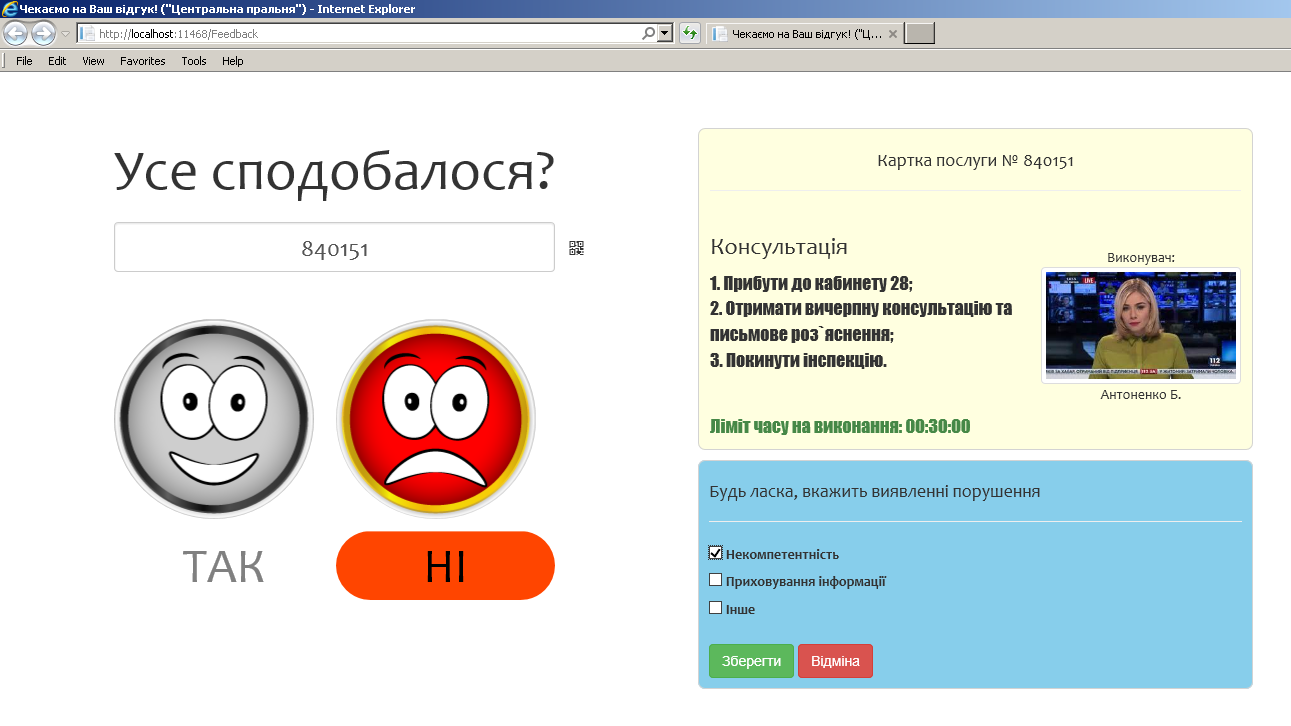 Чекаємо на Ваш відгук! ("Центральна пральня") - Internet Explorer
http://localhost:11468/Feedback
Чекаємо на Ваш відгук! ("Ц...
File Edit View Favorites Tools Help
Усе сподобалося?
840151
ТАК
НІ
Картка послуги № 840151
Консультація
1. Прибути до кабинету 28;
2. Отримати вичерпну консультацію та
письмове роз`яснення;
3. Покинути інспекцію.
Ліміт часу на виконання: 00:30:00
Виконувач:
LIVE
112
Антоненко Б.
Будь ласка, вкажить виявленні порушення
Некомпетентність
Приховування інформації
Інше
Зберегти
Відміна